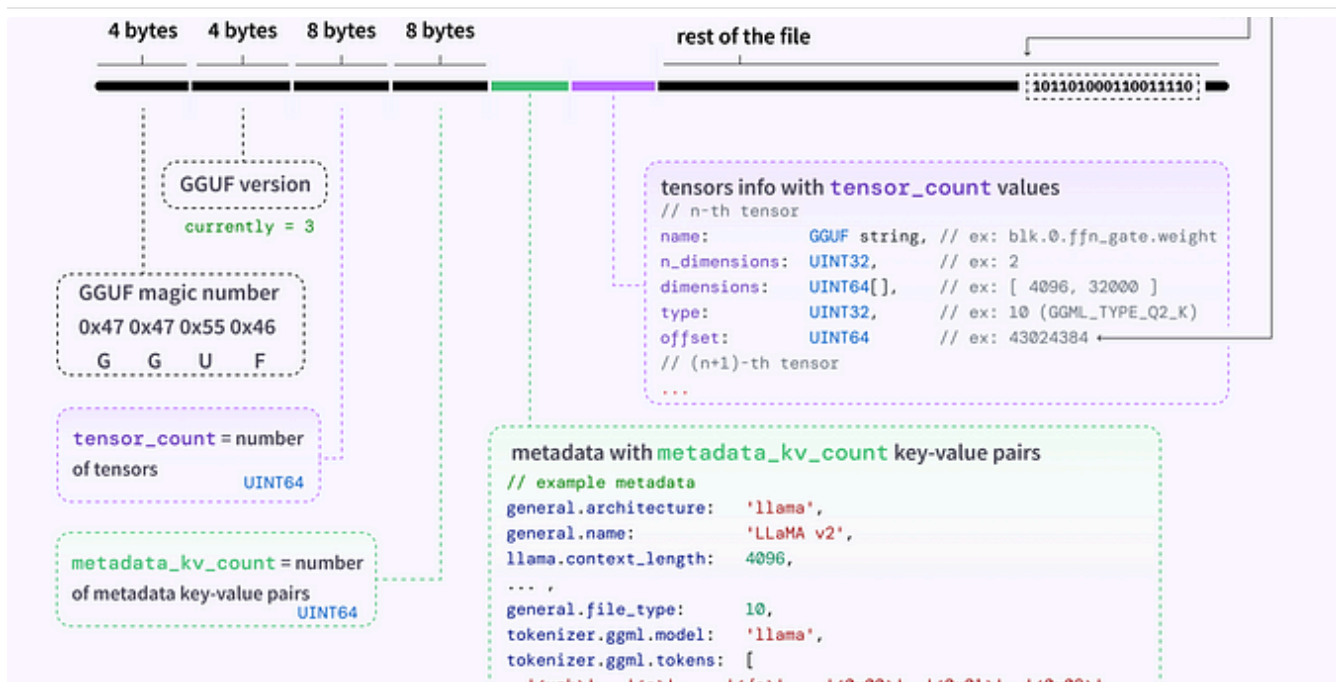 4 bytes 4 bytes 8 bytes 8 bytes rest of the file
101101000110011110
GGUF version
currently = 3
GGUF magic number
0x47 0x47 0x55 0x46
G G U F
tensor_count = number
of tensors
UINT64
metadata_kv_count = number
of metadata key-value pairs
UINT64
tensors info with tensor_count values
// n-th tensor
name: GGUF string, // ex: blk.0.ffn_gate.weight
n_dimensions: UINT32, // ex: 2
dimensions: UINT64[], // ex: [ 4096, 32000 ]
type: UINT32, // ex: 10 (GGML_TYPE_Q2_K)
offset: UINT64 // ex: 43024384
// (n+1)-th tensor
...
metadata with metadata_kv_count key-value pairs
// example metadata
general.architecture: 'llama',
general.name: 'LLaMA v2',
llama.context_length: 4096,
... ,
general.file_type: 10,
tokenizer.ggml.model: 'llama',
tokenizer.ggml.tokens: [